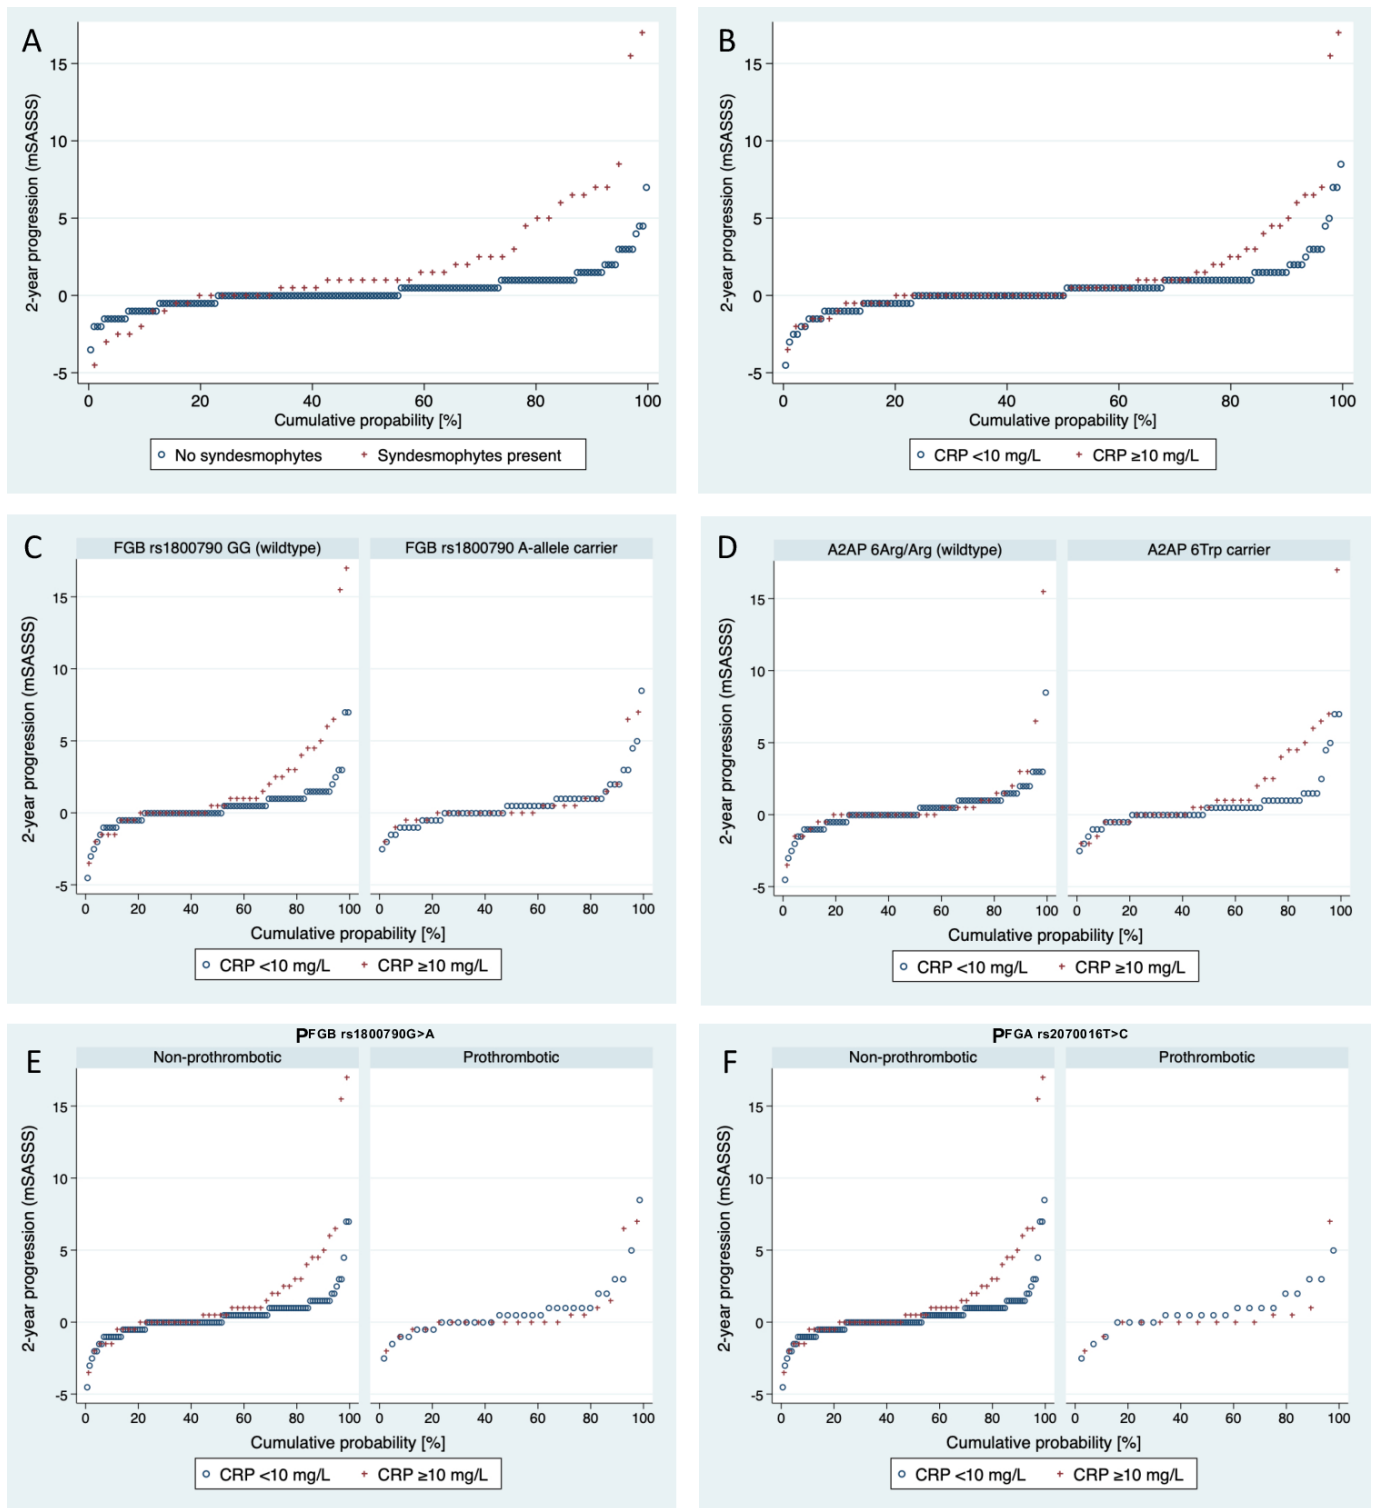 A
2-year progression (mSASSS)
15
10
5
0
-5
0 20 40 60 80 100
Cumulative propability [%]
No syndesmophytes Syndesmophytes present
B
2-year progression (mSASSS)
15
10
5
0
-5
0 20 40 60 80 100
Cumulative propability [%]
CRP <10 mg/L CRP ≥10 mg/L
C
FGB rs1800790 GG (wildtype) FGB rs1800790 A-allele carrier
2-year progression (mSASSS)
15
10
5
0
-5
0 20 40 60 80 100 0 20 40 60 80 100
Cumulative propability [%]
CRP <10 mg/L CRP ≥10 mg/L
D
A2AP 6Arg/Arg (wildtype) A2AP 6Trp carrier
2-year progression (mSASSS)
15
10
5
0
-5
0 20 40 60 80 100 0 20 40 60 80 100
Cumulative propability [%]
CRP <10 mg/L CRP ≥10 mg/L
E
PFGB rs1800790G>A
Non-prothrombotic Prothrombotic
2-year progression (mSASSS)
15
10
5
0
-5
0 20 40 60 80 100 0 20 40 60 80 100
Cumulative probability [%]
CRP <10 mg/L CRP ≥10 mg/L
F
PFGA rs2070016T>C
Non-prothrombotic Prothrombotic
2-year progression (mSASSS)
15
10
5
0
-5
0 20 40 60 80 100 0 20 40 60 80 100
Cumulative propability [%]
CRP <10 mg/L CRP ≥10 mg/L